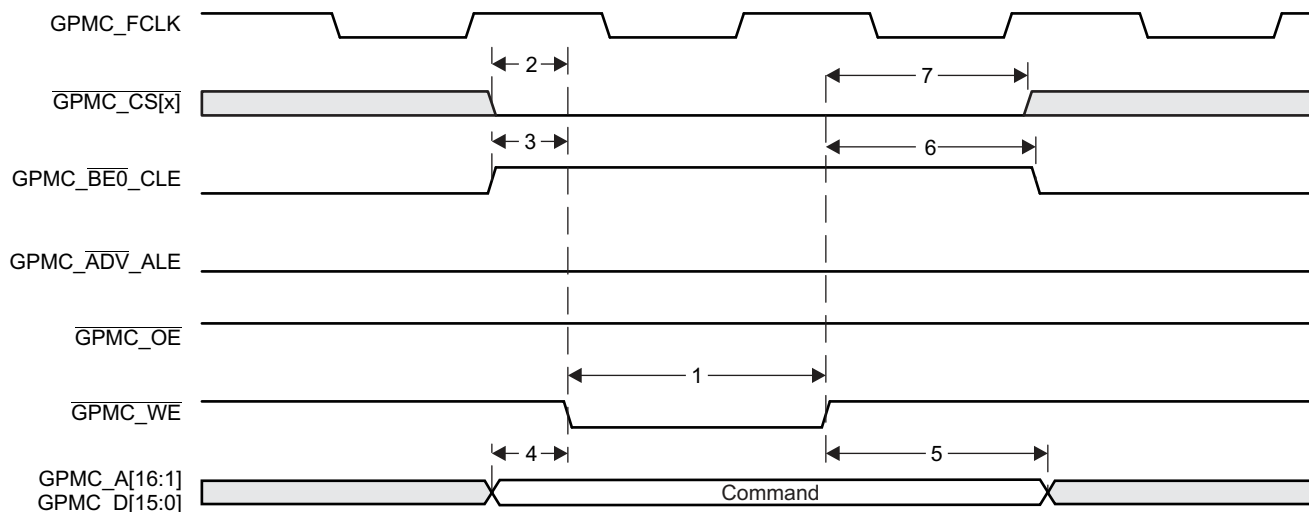 GPMC_FCLK
2
7
GPMC_CS[x]
3
6
GPMC_BE0_CLE
GPMC_ADV_ALE
GPMC_OE
1
GPMC_WE
4
5
GPMC_A[16:1]
GPMC_D[15:0]
Command